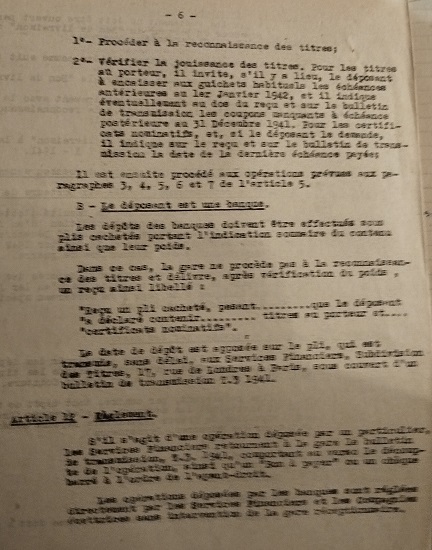 - 6 -
1°- Procéder à la reconnaissance des titres;
2°- Vérifier la jouissance des titres. Pour les titres
au porteur, il invite, s'il y a lieu, le déposant
à encaisser aux guichets habituels les échéances
antérieures au 1er Janvier 1942, et il indique
éventuellement au dos du reçu et sur le bulletin
de transmission les coupons manquants à échéance
postérieure au 31 Décembre 1941. Pour les certifi-
cats nominatifs, et, si le déposant le demande,
il indique sur le reçu et sur le bulletin de trans-
mission la date de la dernière échéance payée;
Il est ensuite procédé aux opérations prévues aux pa-
ragraphes 3, 4, 5, 6 et 7 de l'article 5.
B - Le déposant est une banque.
Les dépôts des banques doivent être effectués sous
plis cachetés portant l'indication sommaire du contenu
ainsi que leur poids.
Dans ce cas, la gare ne procède pas à la reconnaissan-
ce des titres et délivre, après vérification du poids ,
un reçu ainsi libellé :
"Reçu un pli cacheté, pesant..........que le déposant
"a déclaré contenir.......... titres au porteur et....
"certificats nominatifs".
La date de dépôt est apposée sur le pli, qui est
transmis, sans délai, aux Services Financiers, Subdivision
des Titres, 17, rue de Londres à Paris, sous couvert d'un
bulletin de transmission 1941.
Article - Règlement.
S'il s'agit d'une opération déposée par un particulier,
les Services Financiers retournent à la gare le bulletin
de transmission, 1941, comportant au verso le décomp-
te de l'opération, ainsi qu'un "Bon à payer" ou un chèque
barré à l'ordre de l'ayant-droit.
Les opérations déposées par les banques sont réglées
directement par les Services Financiers et les Compagnies
sans intervention de la gare réceptionnaire.